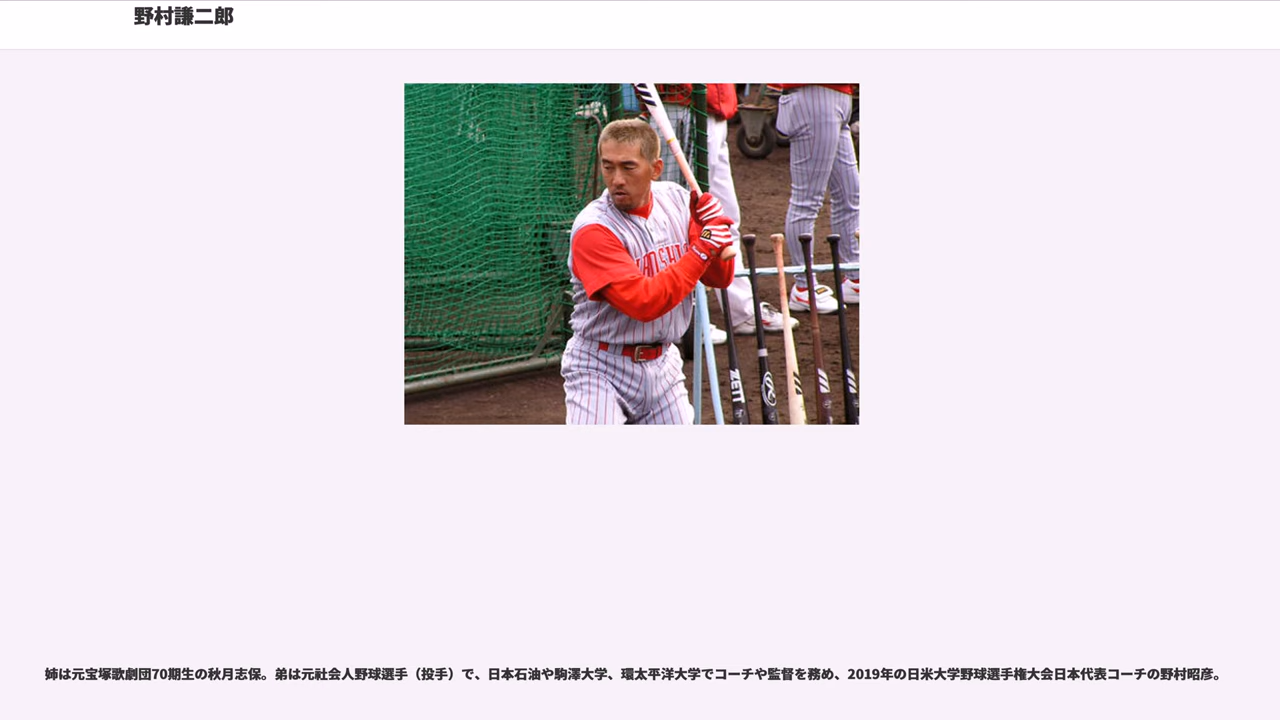 野村謙二郎
ZETT
姉は元宝塚歌劇団70期生の秋月志保。弟は元社会人野球選手（投手）で、日本石油や駒澤大学、環太平洋大学でコーチや監督を務め、2019年の日米大学野球選手権大会日本代表コーチの野村昭彦。